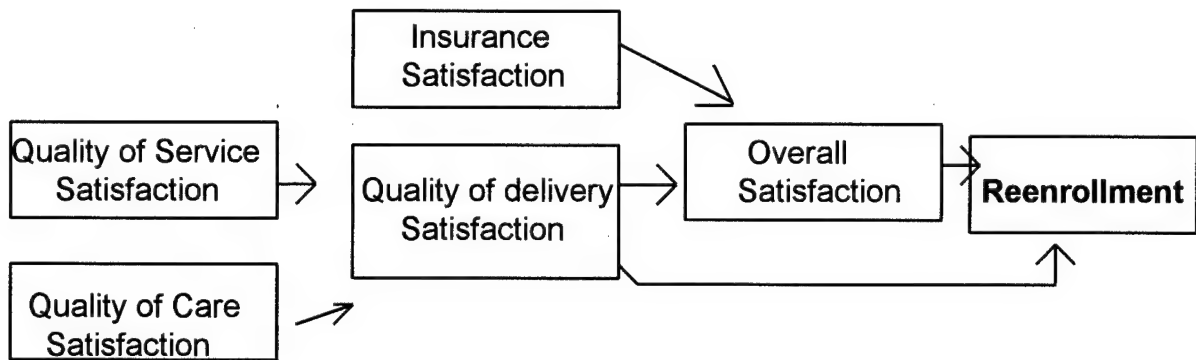 Insurance
Satisfaction
Quality of Service
Satisfaction
Quality of delivery
Satisfaction
Overall
Satisfaction
Reenrollment
Quality of Care
Satisfaction